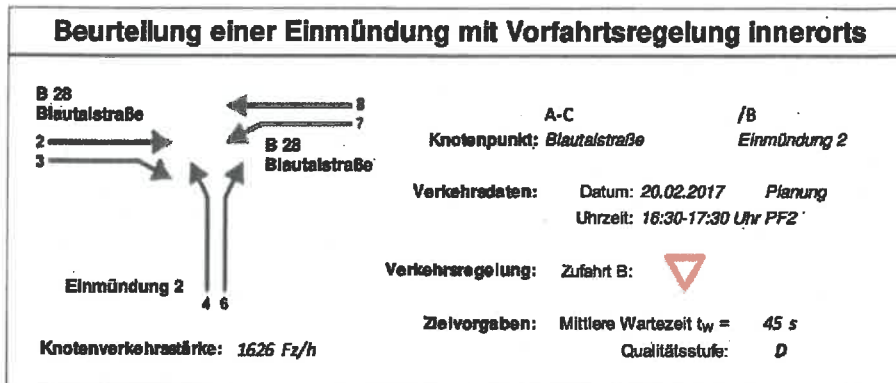 Beurteilung einer Einmündung mit Vorfahrtsregelung innerorts
B 28
Blautalstraße
2
3
8
7
B 28
Blautalstraße
Einmündung 2
4 6
Knotenverkehrsstärke: 1626 Fz/h
A-C /B
Knotenpunkt: Blautalstraße Einmündung 2
Verkehrsdaten: Datum: 20.02.2017 Planung
Uhrzeit: 16:30-17:30 Uhr PF2
Verkehrsregelung: Zufahrt B:
Zielvorgaben: Mittlere Wartezeit tw = 45 s
Qualitätsstufe: D